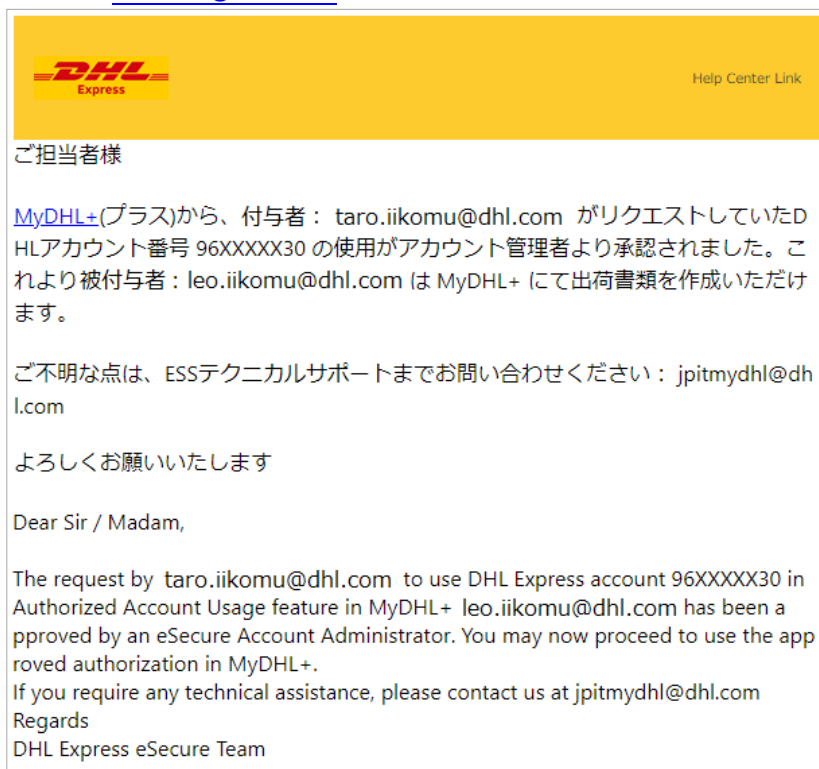 DHL
Express
Help Center Link
ご担当者様
MyDHL+(プラス)から、付与者： taro.iikomu@dhl.com がリクエストしていたD
HLアカウント番号 96XXXXX30 の使用がアカウント管理者より承認されました。こ
れより被付与者：leo.iikomu@dhl.com は MyDHL+ にて出荷書類を作成いただけ
ます。
ご不明な点は、ESSテクニカルサポートまでお問い合わせください： jpitmydhl@dh
l.com
よろしくお願いいたします
Dear Sir / Madam,
The request by taro.iikomu@dhl.com to use DHL Express account 96XXXXX30 in
Authorized Account Usage feature in MyDHL+ leo.iikomu@dhl.com has been a
pproved by an eSecure Account Administrator. You may now proceed to use the app
roved authorization in MyDHL+.
If you require any technical assistance, please contact us at jpitmydhl@dhl.com
Regards
DHL Express eSecure Team